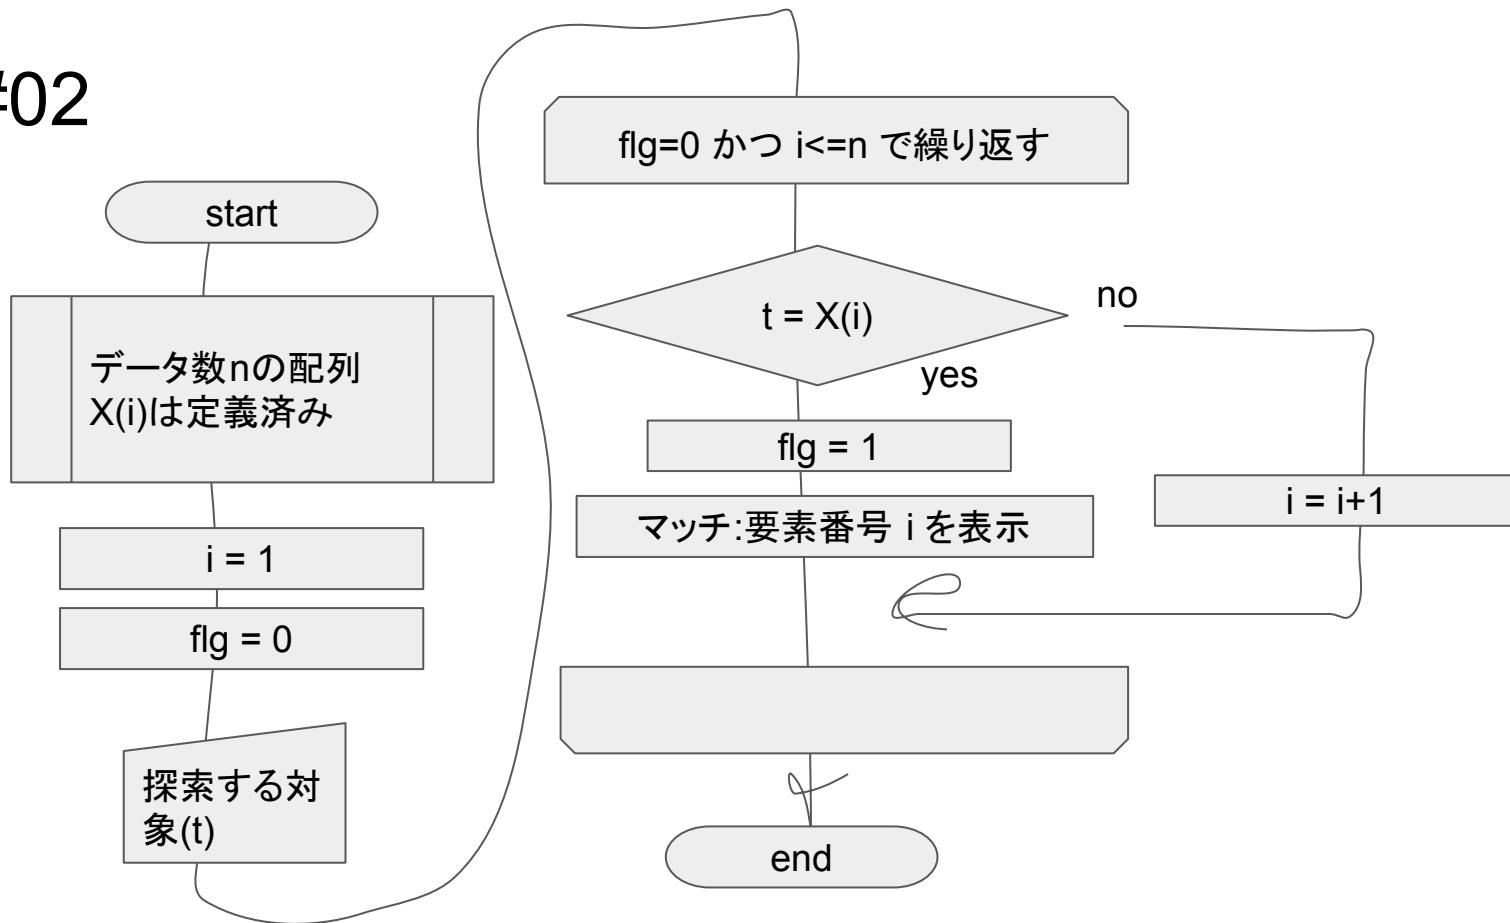 #02
start
データ数nの配列
X(i)は定義済み
i = 1
flg = 0
探索する対
象(t)
flg=0 かつ i<=n で繰り返す
t = X(i)
no
yes
flg = 1
マッチ:要素番号 i を表示
i = i+1
end